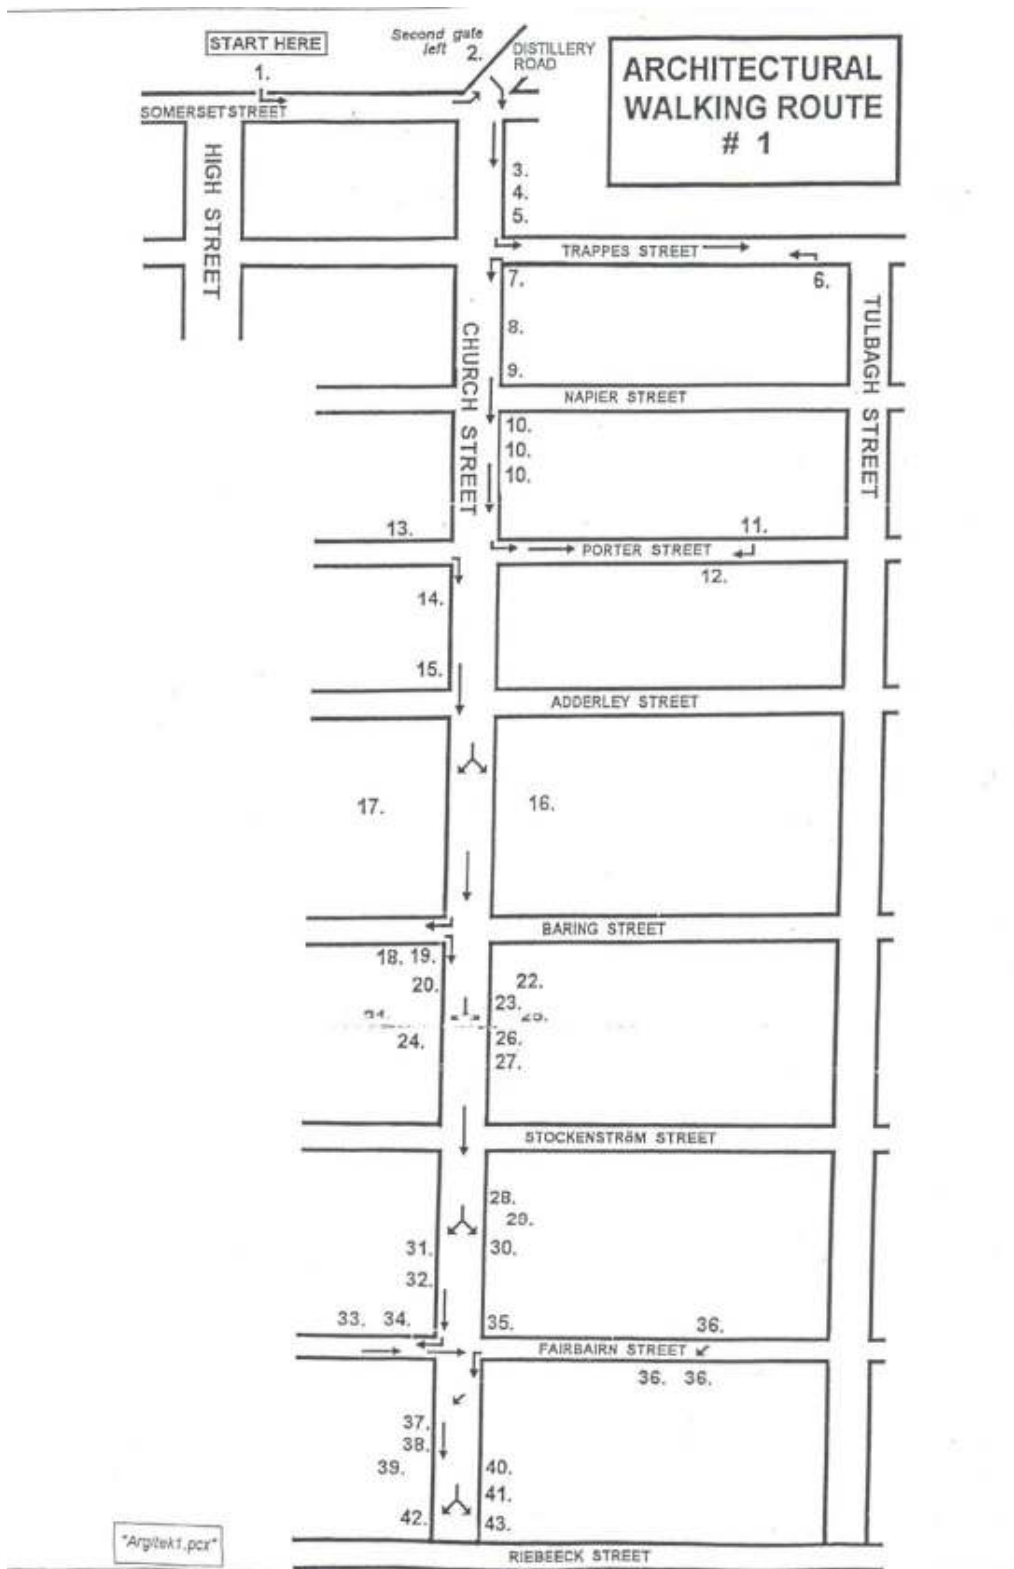 START HERE
1.
Second gate
left 2.
DISTILLERY
ROAD
ARCHITECTURAL
WALKING ROUTE
# 1
SOMERSET STREET
HIGH STREET
3.
4.
5.
TRAPPES STREET
6.
7.
8.
9.
CHURCH STREET
TULBAGH STREET
NAPIER STREET
10.
10.
10.
13.
11.
PORTER STREET
12.
14.
15.
ADDERLEY STREET
17.
16.
BARING STREET
18. 19.
20.
22.
23.
24.
26.
27.
STOCKENSTRöM STREET
28.
29.
31.
30.
32.
33. 34.
35.
36.
FAIRBAIRN STREET
36. 36.
37.
38.
39.
40.
41.
42.
43.
"Argitek1.pcx"
RIEBEECK STREET